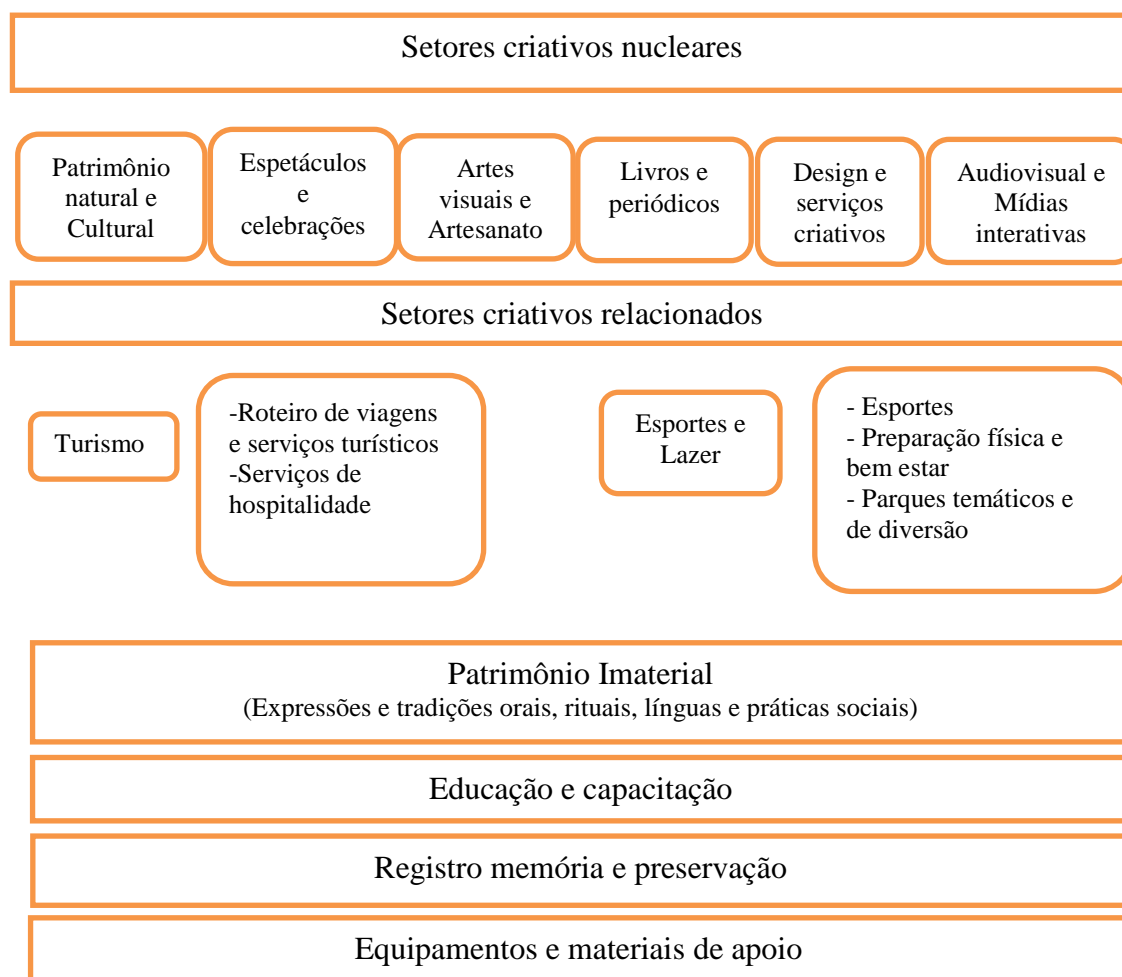 Setores criativos nucleares
Patrimônio
natural e
Cultural
Espetáculos
e
celebrações
Artes
visuais e
Artesanato
Livros e
periódicos
Design e
serviços
criativos
Audiovisual e
Mídias
interativas
Setores criativos relacionados
Turismo
-Roteiro de viagens
e serviços turísticos
-Serviços de
hospitalidade
Esportes e
Lazer
- Esportes
- Preparação física e
bem estar
- Parques temáticos e
de diversão
Patrimônio Imaterial
(Expressões e tradições orais, rituais, línguas e práticas sociais)
Educação e capacitação
Registro memória e preservação
Equipamentos e materiais de apoio